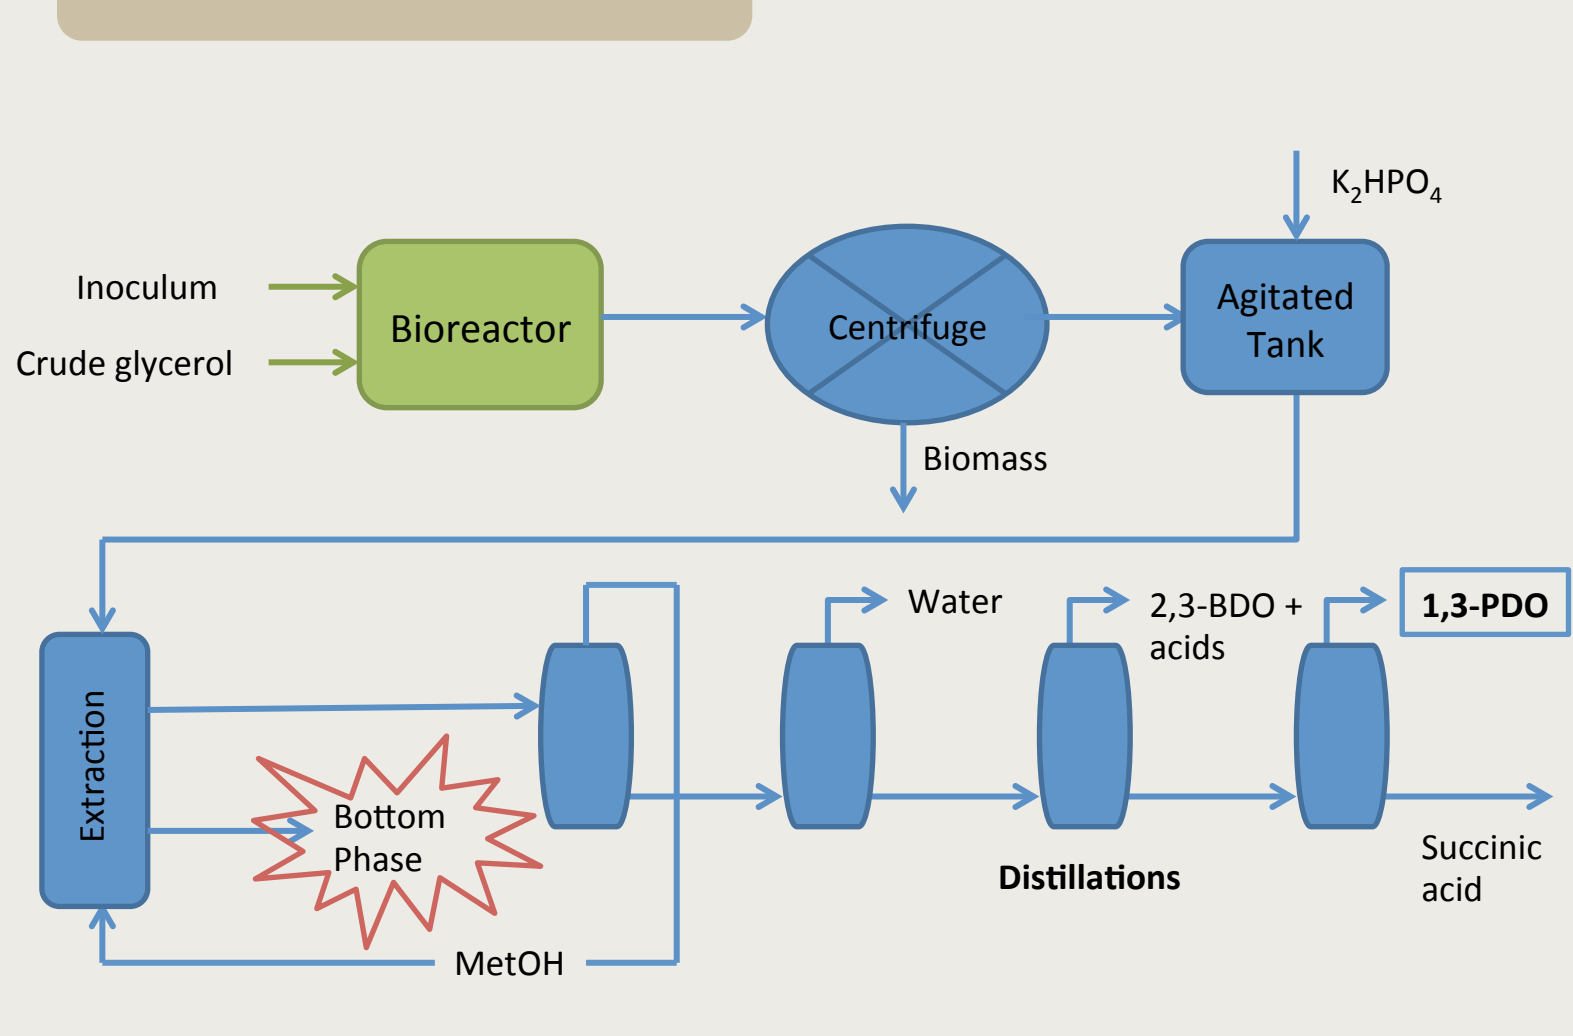 K₂HPO₄
Inoculum
Crude glycerol
Bioreactor
Centrifuge
Agitated
Tank
Biomass
Water
2,3-BDO +
acids
1,3-PDO
Extraction
Bottom
Phase
Distillations
Succinic
acid
MetOH